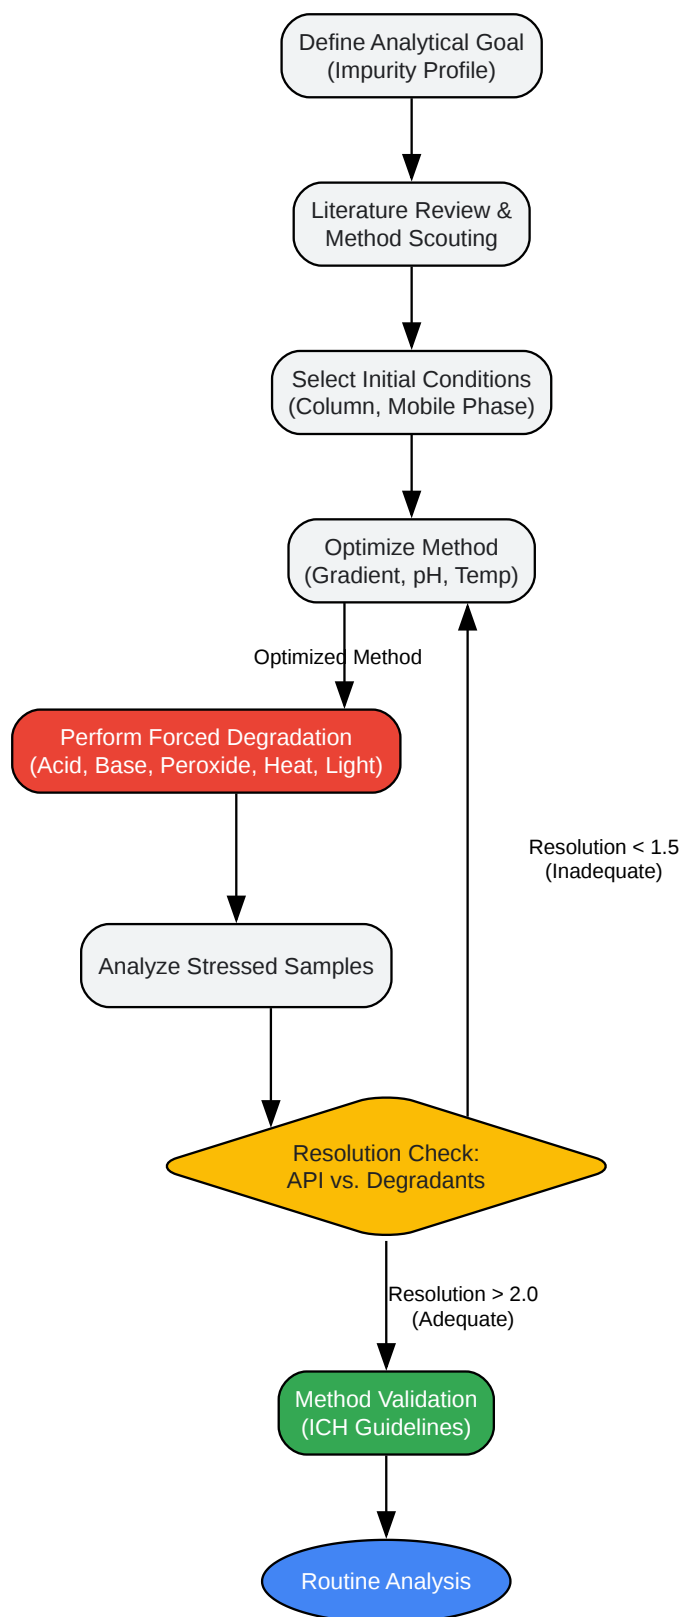 Define Analytical Goal
(Impurity Profile)
Literature Review &
Method Scouting
Select Initial Conditions
(Column, Mobile Phase)
Optimize Method
(Gradient, pH, Temp)
Optimized Method
Perform Forced Degradation
(Acid, Base, Peroxide, Heat, Light)
Resolution < 1.5
(Inadequate)
Analyze Stressed Samples
Resolution Check:
API vs. Degradants
Resolution > 2.0
(Adequate)
Method Validation
(ICH Guidelines)
Routine Analysis